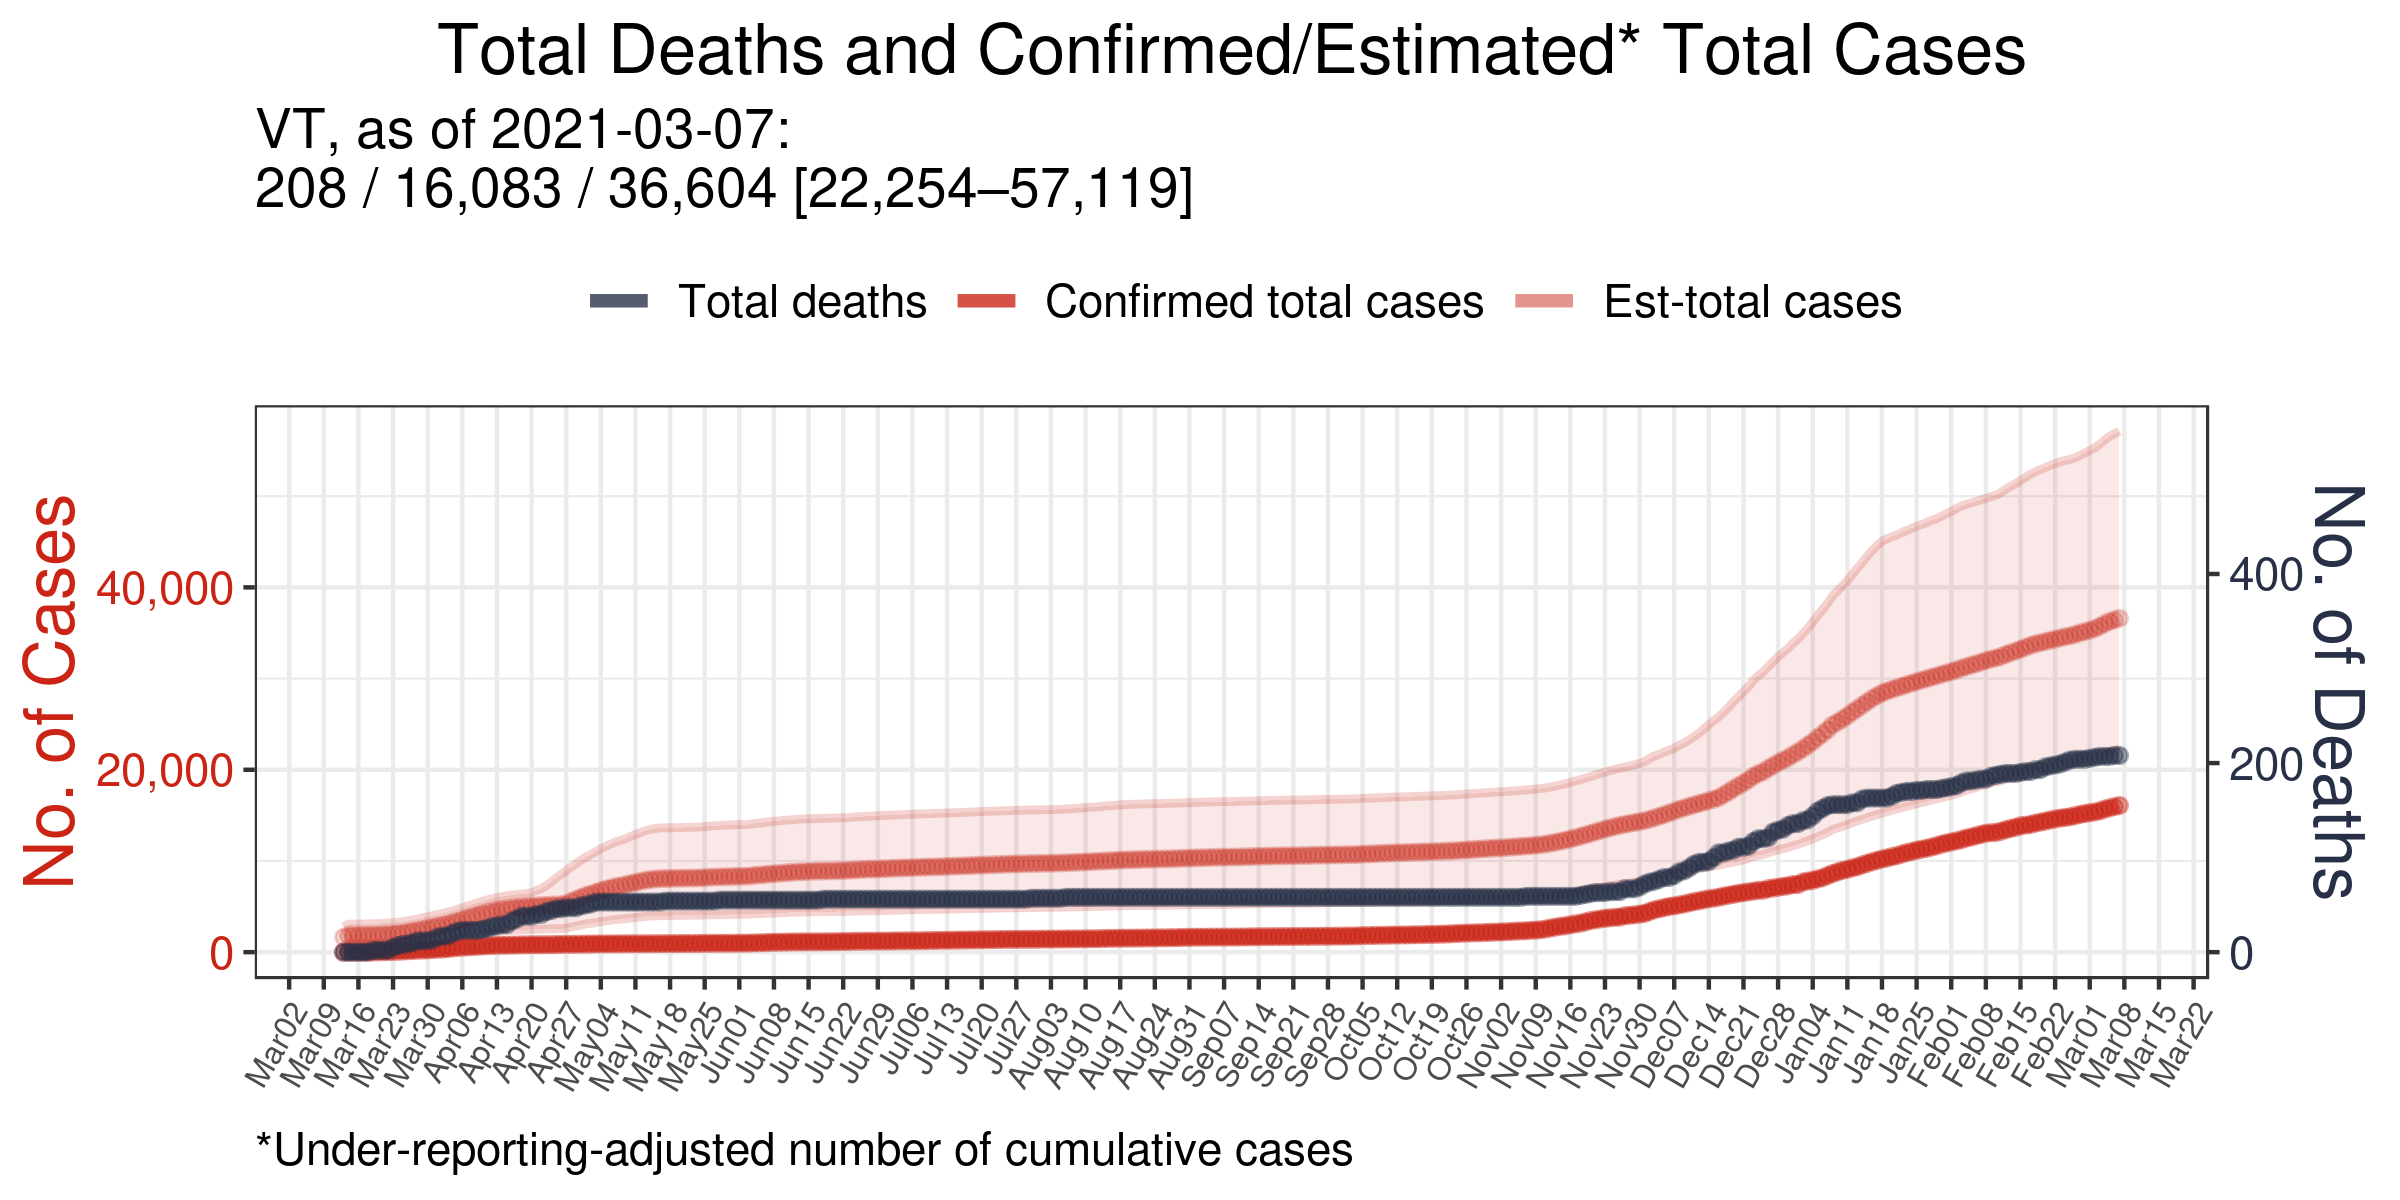 Total Deaths and Confirmed/Estimated* Total Cases
VT, as of 2021-03-07:
208 / 16,083 / 36,604 [22,254–57,119]
Total deaths
Confirmed total cases
Est-total cases
No. of Cases
40,000
20,000
0
No. of Deaths
400
200
0
Mar02
Mar09
Mar16
Mar23
Mar30
Apr06
Apr13
Apr20
Apr27
May04
May11
May18
May25
Jun01
Jun08
Jun15
Jun22
Jun29
Jul06
Jul13
Jul20
Jul27
Aug03
Aug10
Aug17
Aug24
Aug31
Sep07
Sep14
Sep21
Sep28
Oct05
Oct12
Oct19
Oct26
Nov02
Nov09
Nov16
Nov23
Nov30
Dec07
Dec14
Dec21
Dec28
Jan04
Jan11
Jan18
Jan25
Feb01
Feb08
Feb15
Feb22
Mar01
Mar08
Mar15
Mar22
*Under-reporting-adjusted number of cumulative cases